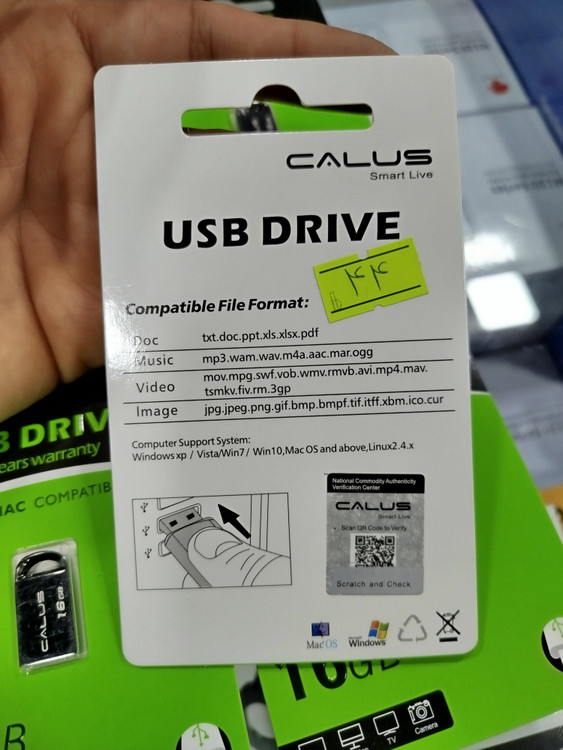 CALUS
Smart Live
USB DRIVE
Compatible File Format:
Doc txt.doc.ppt.xls.xlsx.pdf
Music mp3.wam.wav.m4a.aac.mar.ogg
Video mov.mpg.swf.vob.wmv.rmvb.avi.mp4.mav.
tsmkv.fiv.rm.3gp
Image jpg.jpeg.png.gif.bmp.bmpf.tif.itff.xbm.ico.cur
Computer Support System:
Windows xp / Vista/Win7 / Win10,Mac OS and above,Linux2.4.x
National Commodity Authenticity
Verification Center
CALUS
Smart Live
Scan QR Code to Verify
Scratch and Check
Mac OS
Microsoft Windows
B DRIV
ears warranty
MAC COMPATIB
CALUS
16GB
16GB
TV
Camera